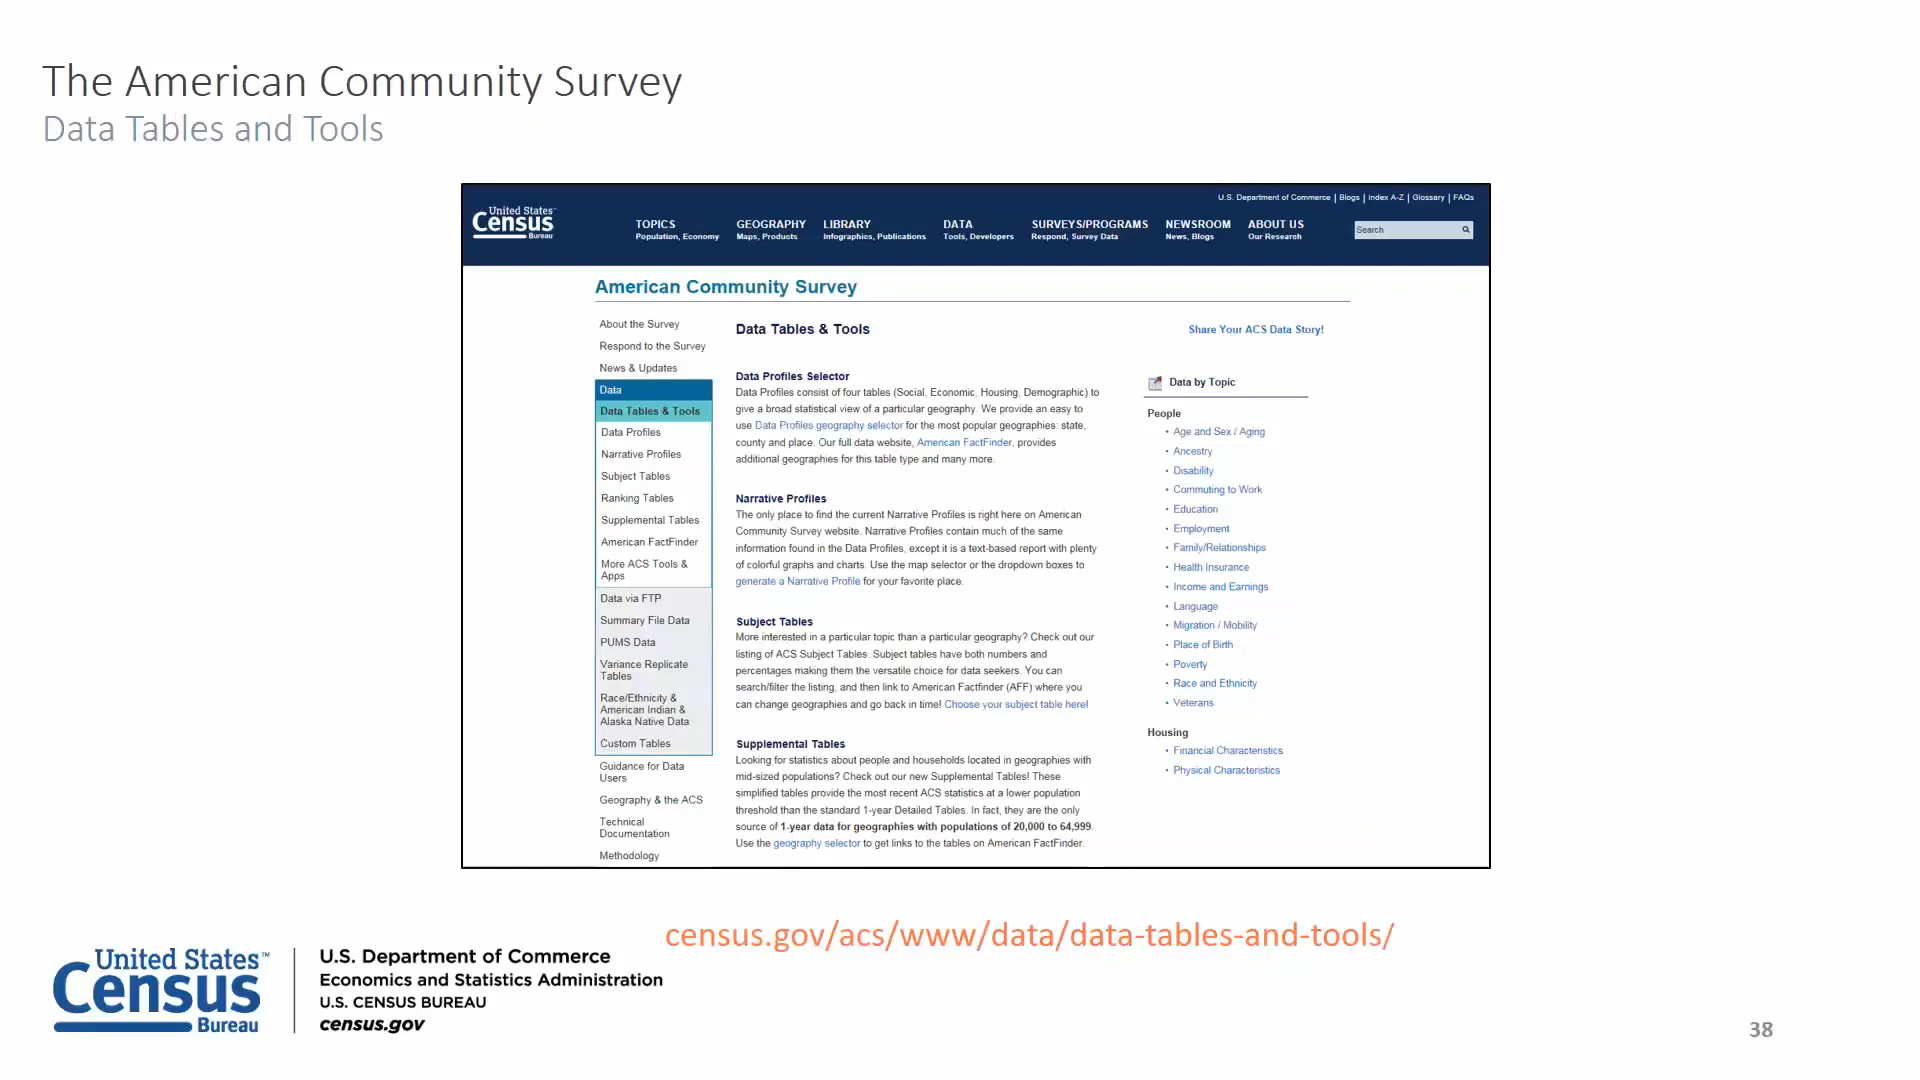 The American Community Survey
Data Tables and Tools
U.S. Department of Commerce | Blogs | Index A-Z | Glossary | FAQs
United States™
Census
Bureau
TOPICS
Population, Economy
GEOGRAPHY
Maps, Products
LIBRARY
Infographics, Publications
DATA
Tools, Developers
SURVEYS/PROGRAMS
Respond, Survey Data
NEWSROOM
News, Blogs
ABOUT US
Our Research
Search
American Community Survey
About the Survey
Respond to the Survey
News & Updates
Data
Data Tables & Tools
Data Profiles
Narrative Profiles
Subject Tables
Ranking Tables
Supplemental Tables
American FactFinder
More ACS Tools &
Apps
Data via FTP
Summary File Data
PUMS Data
Variance Replicate
Tables
Race/Ethnicity &
American Indian &
Alaska Native Data
Custom Tables
Guidance for Data
Users
Geography & the ACS
Technical
Documentation
Methodology
Data Tables & Tools
Data Profiles Selector
Data Profiles consist of four tables (Social, Economic, Housing, Demographic) to
give a broad statistical view of a particular geography. We provide an easy to
use Data Profiles geography selector for the most popular geographies: state,
county and place. Our full data website, American FactFinder, provides
additional geographies for this table type and many more.
Narrative Profiles
The only place to find the current Narrative Profiles is right here on American
Community Survey website. Narrative Profiles contain much of the same
information found in the Data Profiles, except it is a text-based report with plenty
of colorful graphs and charts. Use the map selector or the dropdown boxes to
generate a Narrative Profile for your favorite place.
Subject Tables
More interested in a particular topic than a particular geography? Check out our
listing of ACS Subject Tables. Subject tables have both numbers and
percentages making them the versatile choice for data seekers. You can
search/filter the listing, and then link to American Factfinder (AFF) where you
can change geographies and go back in time! Choose your subject table here!
Supplemental Tables
Looking for statistics about people and households located in geographies with
mid-sized populations? Check out our new Supplemental Tables! These
simplified tables provide the most recent ACS statistics at a lower population
threshold than the standard 1-year Detailed Tables. In fact, they are the only
source of 1-year data for geographies with populations of 20,000 to 64,999.
Use the geography selector to get links to the tables on American FactFinder.
Share Your ACS Data Story!
Data by Topic
People
• Age and Sex / Aging
• Ancestry
• Disability
• Commuting to Work
• Education
• Employment
• Family/Relationships
• Health Insurance
• Income and Earnings
• Language
• Migration / Mobility
• Place of Birth
• Poverty
• Race and Ethnicity
• Veterans
Housing
• Financial Characteristics
• Physical Characteristics
census.gov/acs/www/data/data-tables-and-tools/
United States™
Census
Bureau
U.S. Department of Commerce
Economics and Statistics Administration
U.S. CENSUS BUREAU
census.gov
38